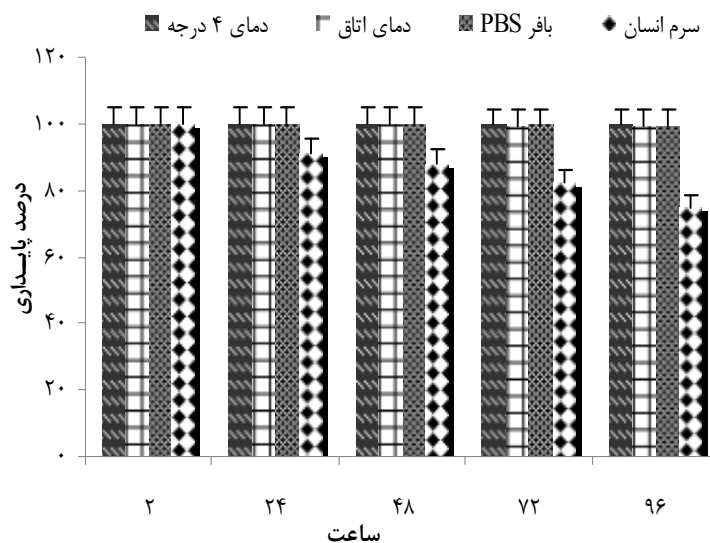 سرم انسان بافر PBS دمای اتاق دمای ۴ درجه
۱۲۰
۱۰۰
۸۰
۶۰
۴۰
۲۰
۰
درصد پایـداری
۲ ۲۴ ۴۸ ۷۲ ۹۶
ساعت